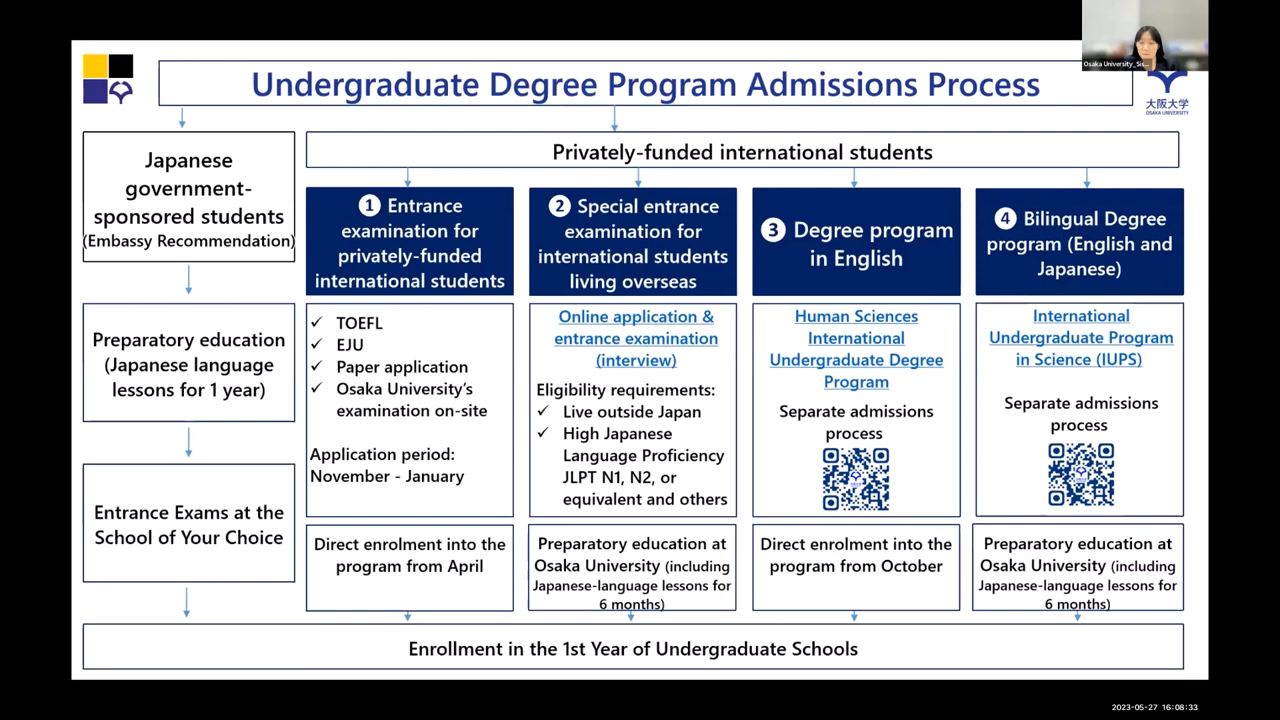 Undergraduate Degree Program Admissions Process
Osaka University_Sis...
大阪大学
OSAKA UNIVERSITY
Japanese
government-
sponsored students
(Embassy Recommendation)
Preparatory education
(Japanese language
lessons for 1 year)
Entrance Exams at the
School of Your Choice
Privately-funded international students
❶ Entrance
examination for
privately-funded
international students
✓ TOEFL
✓ EJU
✓ Paper application
✓ Osaka University's
examination on-site
Application period:
November - January
Direct enrolment into the
program from April
❷ Special entrance
examination for
international students
living overseas
Online application &
entrance examination
(interview)
Eligibility requirements:
✓ Live outside Japan
✓ High Japanese
Language Proficiency
JLPT N1, N2, or
equivalent and others
Preparatory education at
Osaka University (including
Japanese-language lessons for
6 months)
❸ Degree program
in English
Human Sciences
International
Undergraduate Degree
Program
Separate admissions
process
Direct enrolment into the
program from October
❹ Bilingual Degree
program (English and
Japanese)
International
Undergraduate Program
in Science (IUPS)
Separate admissions
process
Preparatory education at
Osaka University (including
Japanese-language lessons for
6 months)
Enrollment in the 1st Year of Undergraduate Schools
2023-05-27 16:08:33